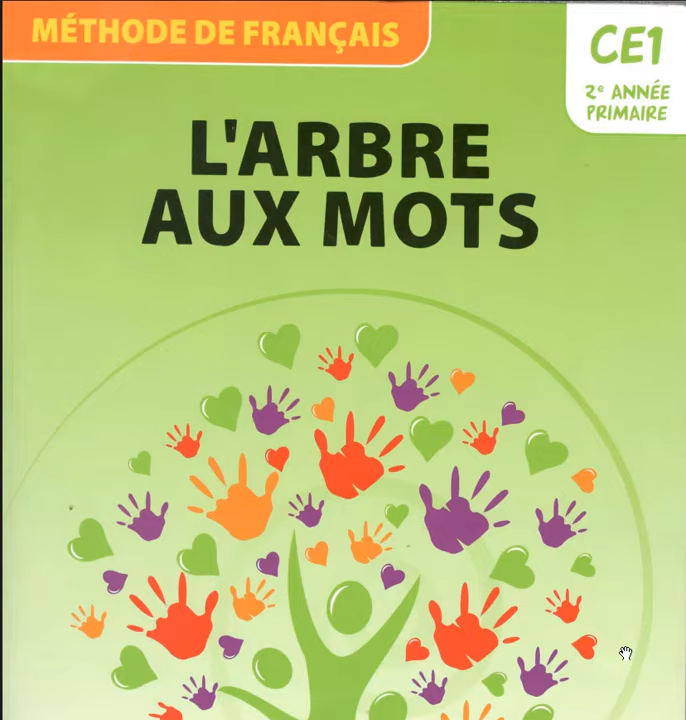 MÉTHODE DE FRANÇAIS
CE1
2e ANNÉE
PRIMAIRE
L'ARBRE
AUX MOTS